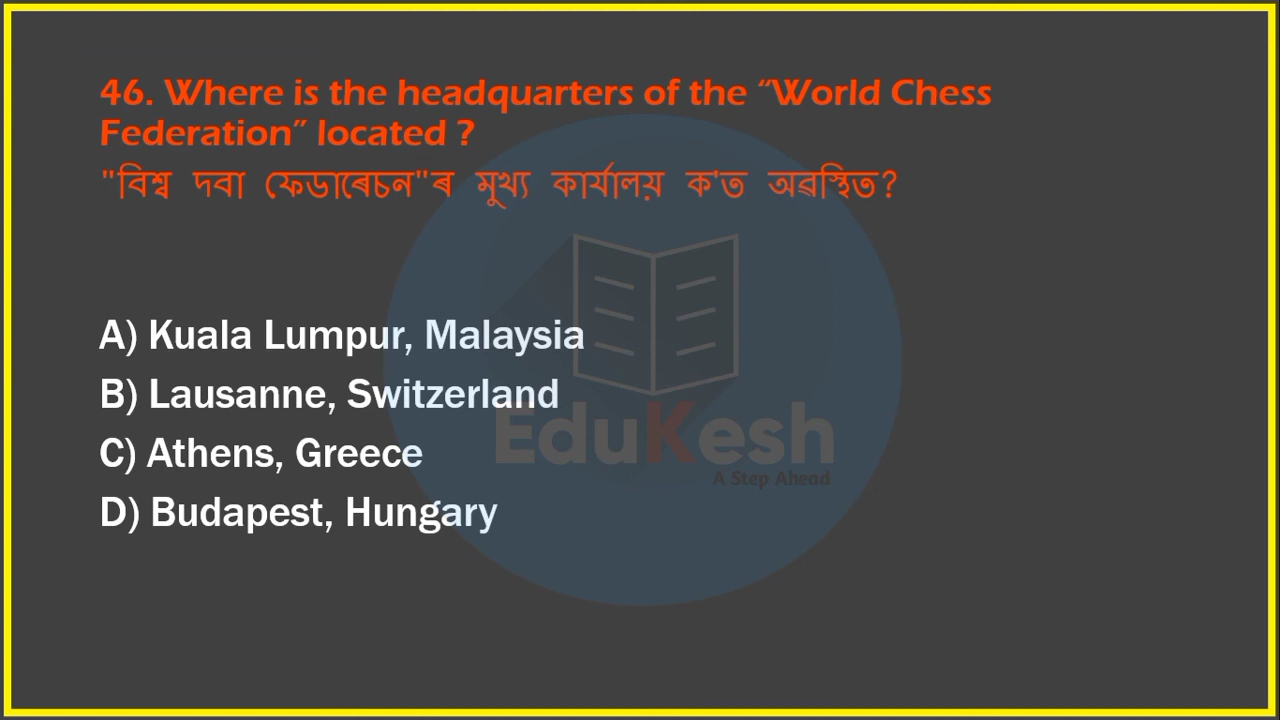 46. Where is the headquarters of the “World Chess
Federation” located ?
"বিশ্ব দবা ফেডাৰেচন"ৰ মুখ্য কাৰ্যালয় ক'ত অৱস্থিত?
A) Kuala Lumpur, Malaysia
B) Lausanne, Switzerland
C) Athens, Greece
D) Budapest, Hungary
EduKesh
A Step Ahead